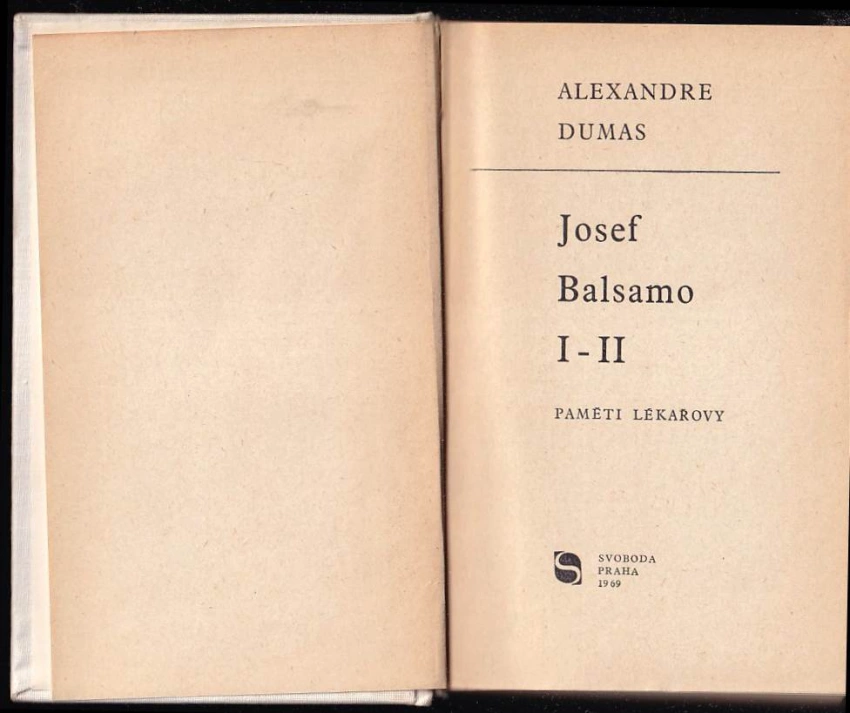 ALEXANDRE
DUMAS
Josef
Balsamo
I-II
PAMĚTI LÉKAŘOVY
S
SVOBODA
PRAHA
1969